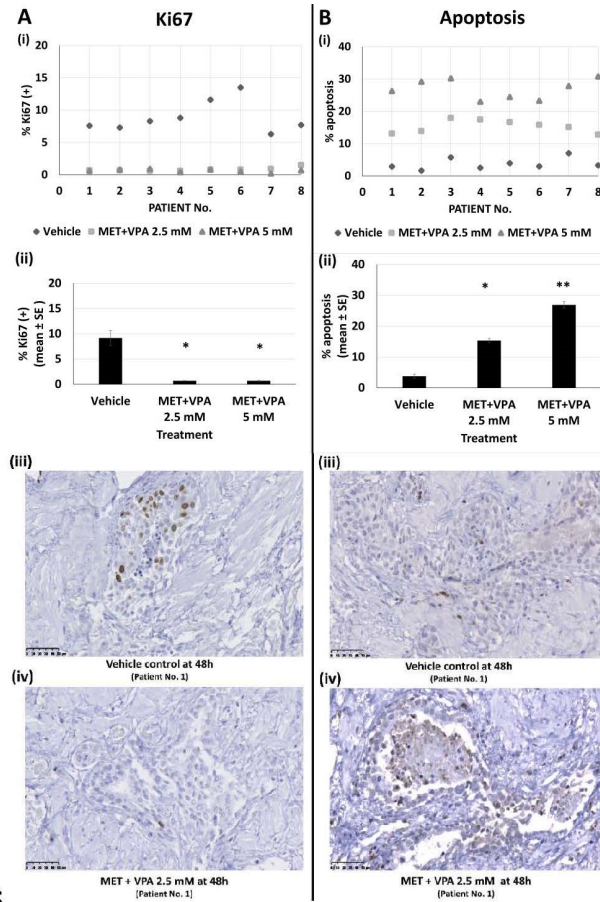 A
Ki67
(i)
% Ki67 (+)
20
15
10
5
0
0 1 2 3 4 5 6 7 8
PATIENT No.
Vehicle MET+VPA 2.5 mM MET+VPA 5 mM
(ii)
% Ki67 (+)
(mean ± SE)
20
15
10
5
0
* *
Vehicle MET+VPA 2.5 mM MET+VPA 5 mM
Treatment
(iii)
Vehicle control at 48h
(Patient No. 1)
(iv)
MET + VPA 2.5 mM at 48h
(Patient No. 1)
B
Apoptosis
(i)
% apoptosis
40
30
20
10
0
0 1 2 3 4 5 6 7 8
PATIENT No.
Vehicle MET+VPA 2.5 mM MET+VPA 5 mM
(ii)
% apoptosis
(mean ± SE)
40
30
20
10
0
* **
Vehicle MET+VPA 2.5 mM MET+VPA 5 mM
Treatment
(iii)
Vehicle control at 48h
(Patient No. 1)
(iv)
MET + VPA 2.5 mM at 48h
(Patient No. 1)